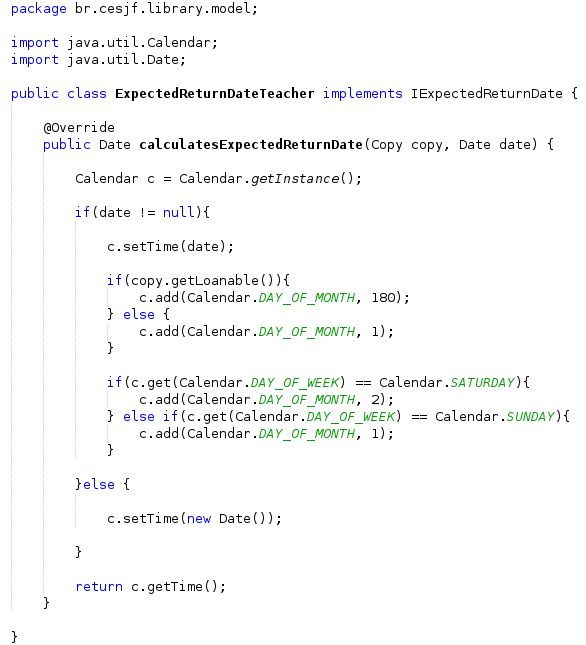 package br.cesjf.library.model;
import java.util.Calendar;
import java.util.Date;
public class ExpectedReturnDateTeacher implements IExpectedReturnDate {
@Override
public Date calculatesExpectedReturnDate(Copy copy, Date date) {
Calendar c = Calendar.getInstance();
if(date != null){
c.setTime(date);
if(copy.getLoanable()){
c.add(Calendar.DAY_OF_MONTH, 180);
} else {
c.add(Calendar.DAY_OF_MONTH, 1);
}
if(c.get(Calendar.DAY_OF_WEEK) == Calendar.SATURDAY){
c.add(Calendar.DAY_OF_MONTH, 2);
} else if(c.get(Calendar.DAY_OF_WEEK) == Calendar.SUNDAY){
c.add(Calendar.DAY_OF_MONTH, 1);
}
}else {
c.setTime(new Date());
}
return c.getTime();
}
}